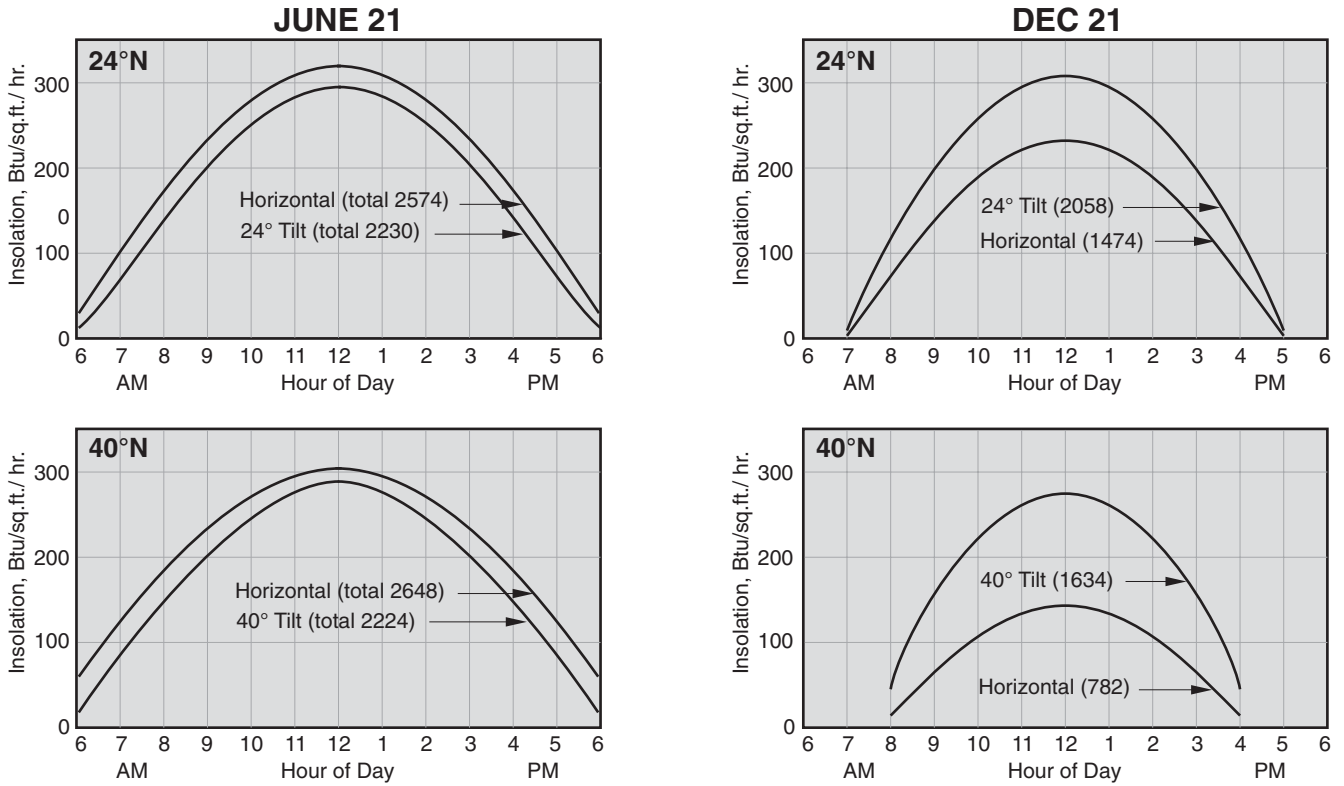 JUNE 21
24°N
Insolation, Btu/sq.ft./ hr.
300
200
0
100
0
Horizontal (total 2574)
24° Tilt (total 2230)
6 7 8 9 10 11 12 1 2 3 4 5 6
AM Hour of Day PM
DEC 21
24°N
Insolation, Btu/sq.ft./ hr.
300
200
100
0
24° Tilt (2058)
Horizontal (1474)
6 7 8 9 10 11 12 1 2 3 4 5 6
AM Hour of Day PM
40°N
Insolation, Btu/sq.ft./ hr.
300
200
100
0
Horizontal (total 2648)
40° Tilt (total 2224)
6 7 8 9 10 11 12 1 2 3 4 5 6
AM Hour of Day PM
40°N
Insolation, Btu/sq.ft./ hr.
300
200
100
0
40° Tilt (1634)
Horizontal (782)
6 7 8 9 10 11 12 1 2 3 4 5 6
AM Hour of Day PM